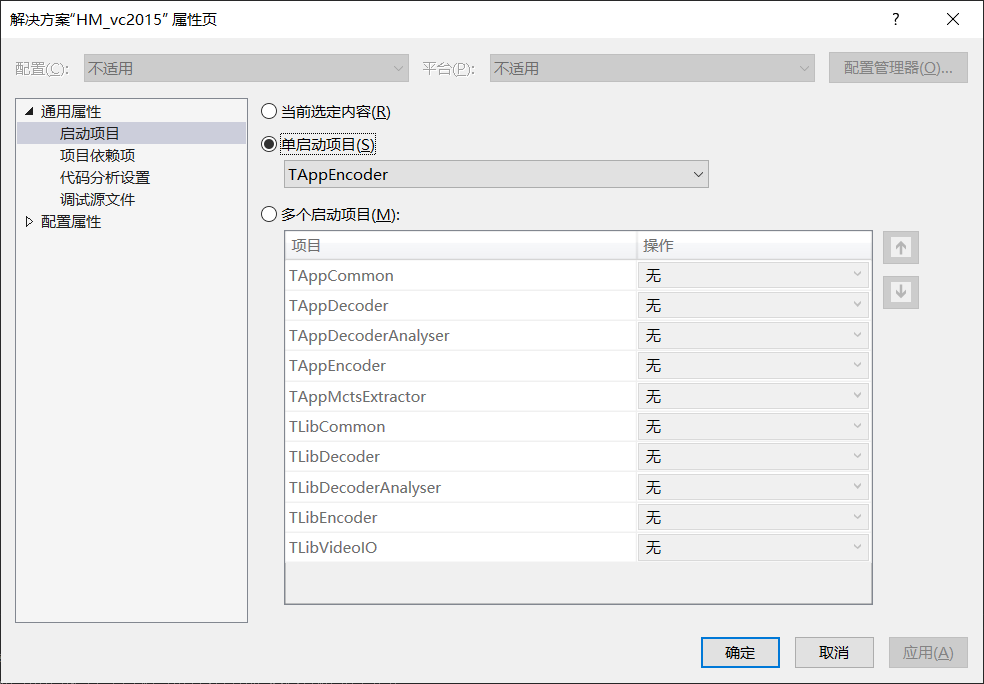 解决方案“HM_vc2015” 属性页
?
配置(C): 不适用 平台(P): 不适用 配置管理器(O)...
通用属性
启动项目
项目依赖项
代码分析设置
调试源文件
配置属性
当前选定内容(R)
单启动项目(S)
TAppEncoder
多个启动项目(M):
项目 操作
TAppCommon 无
TAppDecoder 无
TAppDecoderAnalyser 无
TAppEncoder 无
TAppMctsExtractor 无
TLibCommon 无
TLibDecoder 无
TLibDecoderAnalyser 无
TLibEncoder 无
TLibVideoIO 无
确定 取消 应用(A)